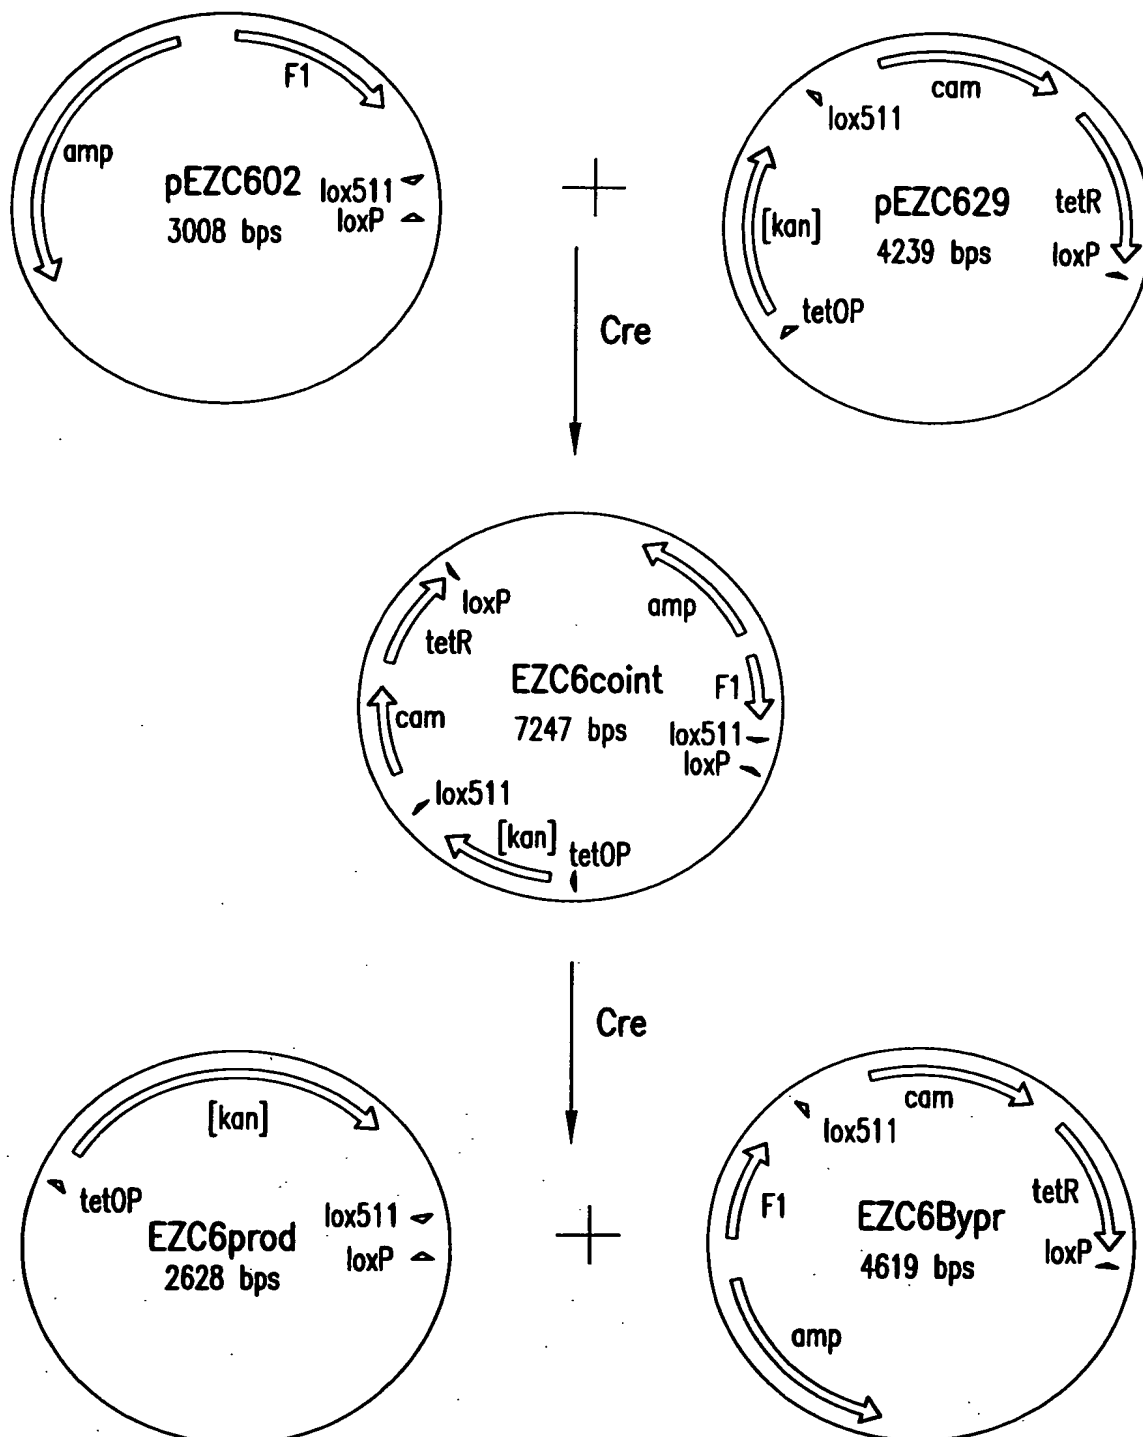 F1
amp
pEZC602
3008 bps
lox511
loxP
+
cam
lox511
[kan]
pEZC629
4239 bps
tetR
loxP
tetOP
Cre
loxP
tetR
amp
EZC6coint
7247 bps
F1
cam
lox511
loxP
lox511
[kan]
tetOP
Cre
[kan]
tetOP
EZC6prod
2628 bps
lox511
loxP
+
cam
lox511
F1
EZC6Bypr
4619 bps
tetR
loxP
amp